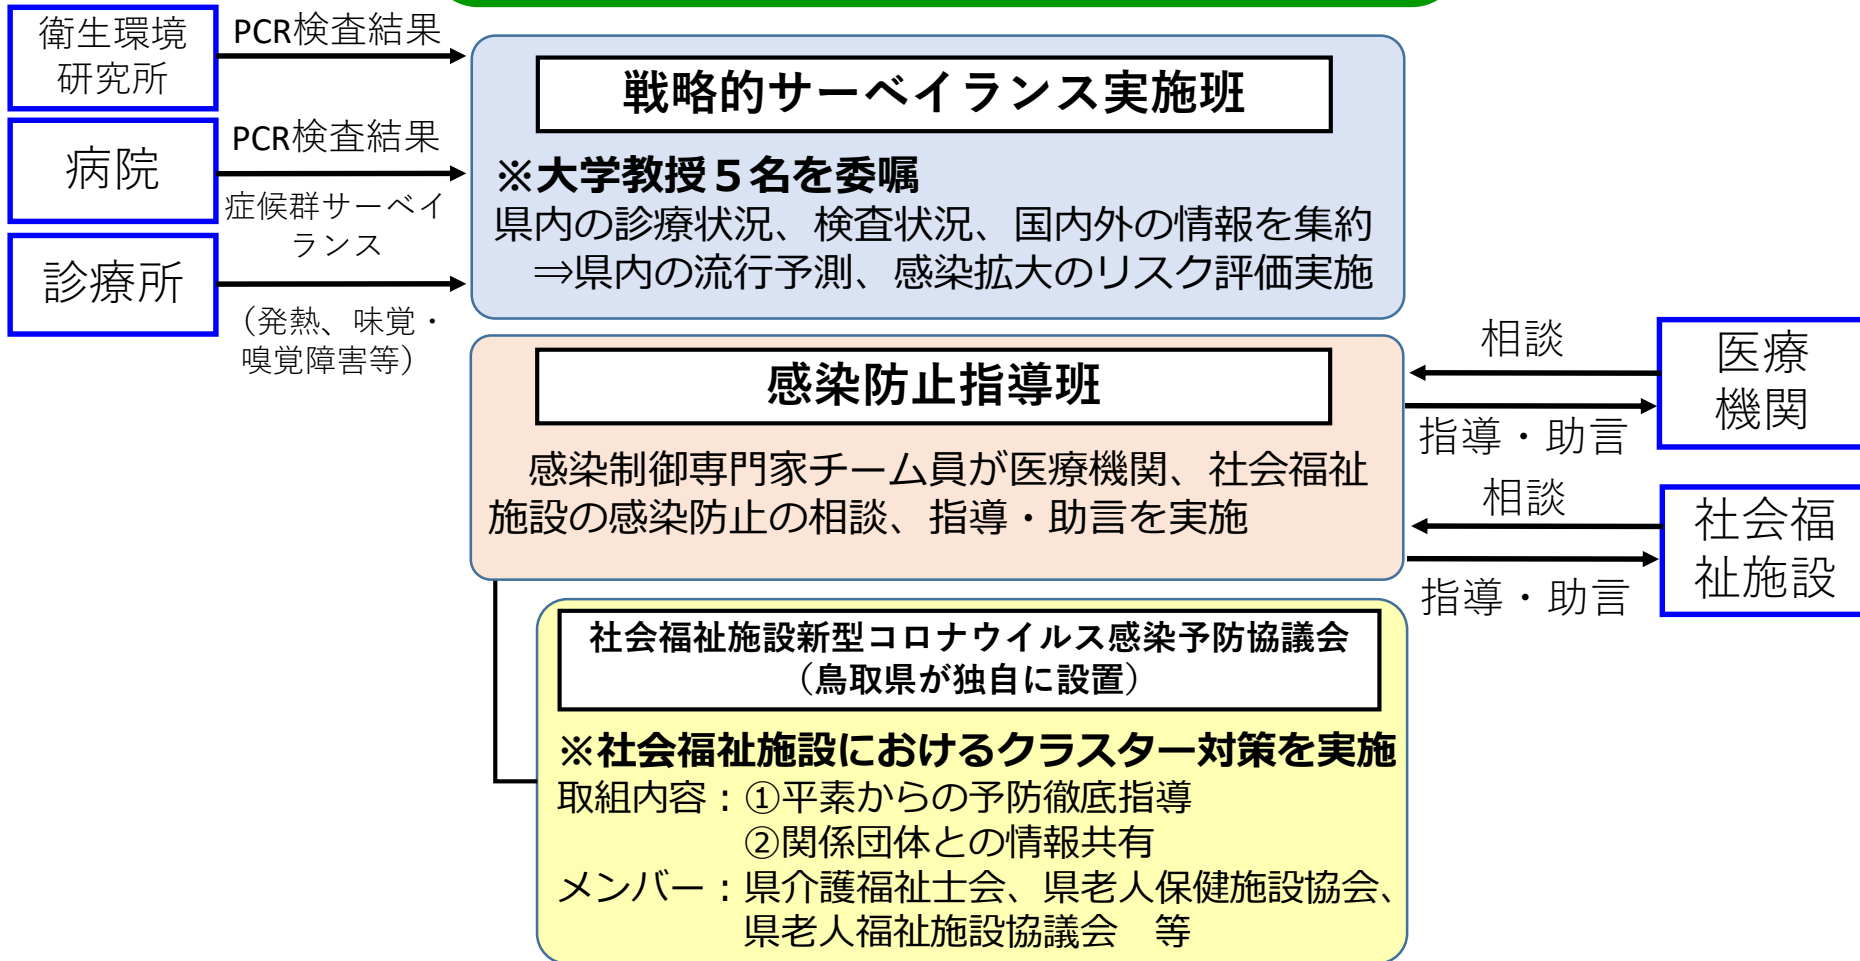 衛生環境
研究所
PCR検査結果
病院
PCR検査結果
症候群サーベイ
ランス
診療所
（発熱、味覚・
嗅覚障害等）
戦略的サーベイランス実施班
※大学教授５名を委嘱
県内の診療状況、検査状況、国内外の情報を集約
⇒県内の流行予測、感染拡大のリスク評価実施
感染防止指導班
感染制御専門家チーム員が医療機関、社会福祉
施設の感染防止の相談、指導・助言を実施
相談
指導・助言
医療
機関
相談
指導・助言
社会福
祉施設
社会福祉施設新型コロナウイルス感染予防協議会
（鳥取県が独自に設置）
※社会福祉施設におけるクラスター対策を実施
取組内容：①平素からの予防徹底指導
②関係団体との情報共有
メンバー：県介護福祉士会、県老人保健施設協会、
県老人福祉施設協議会　等